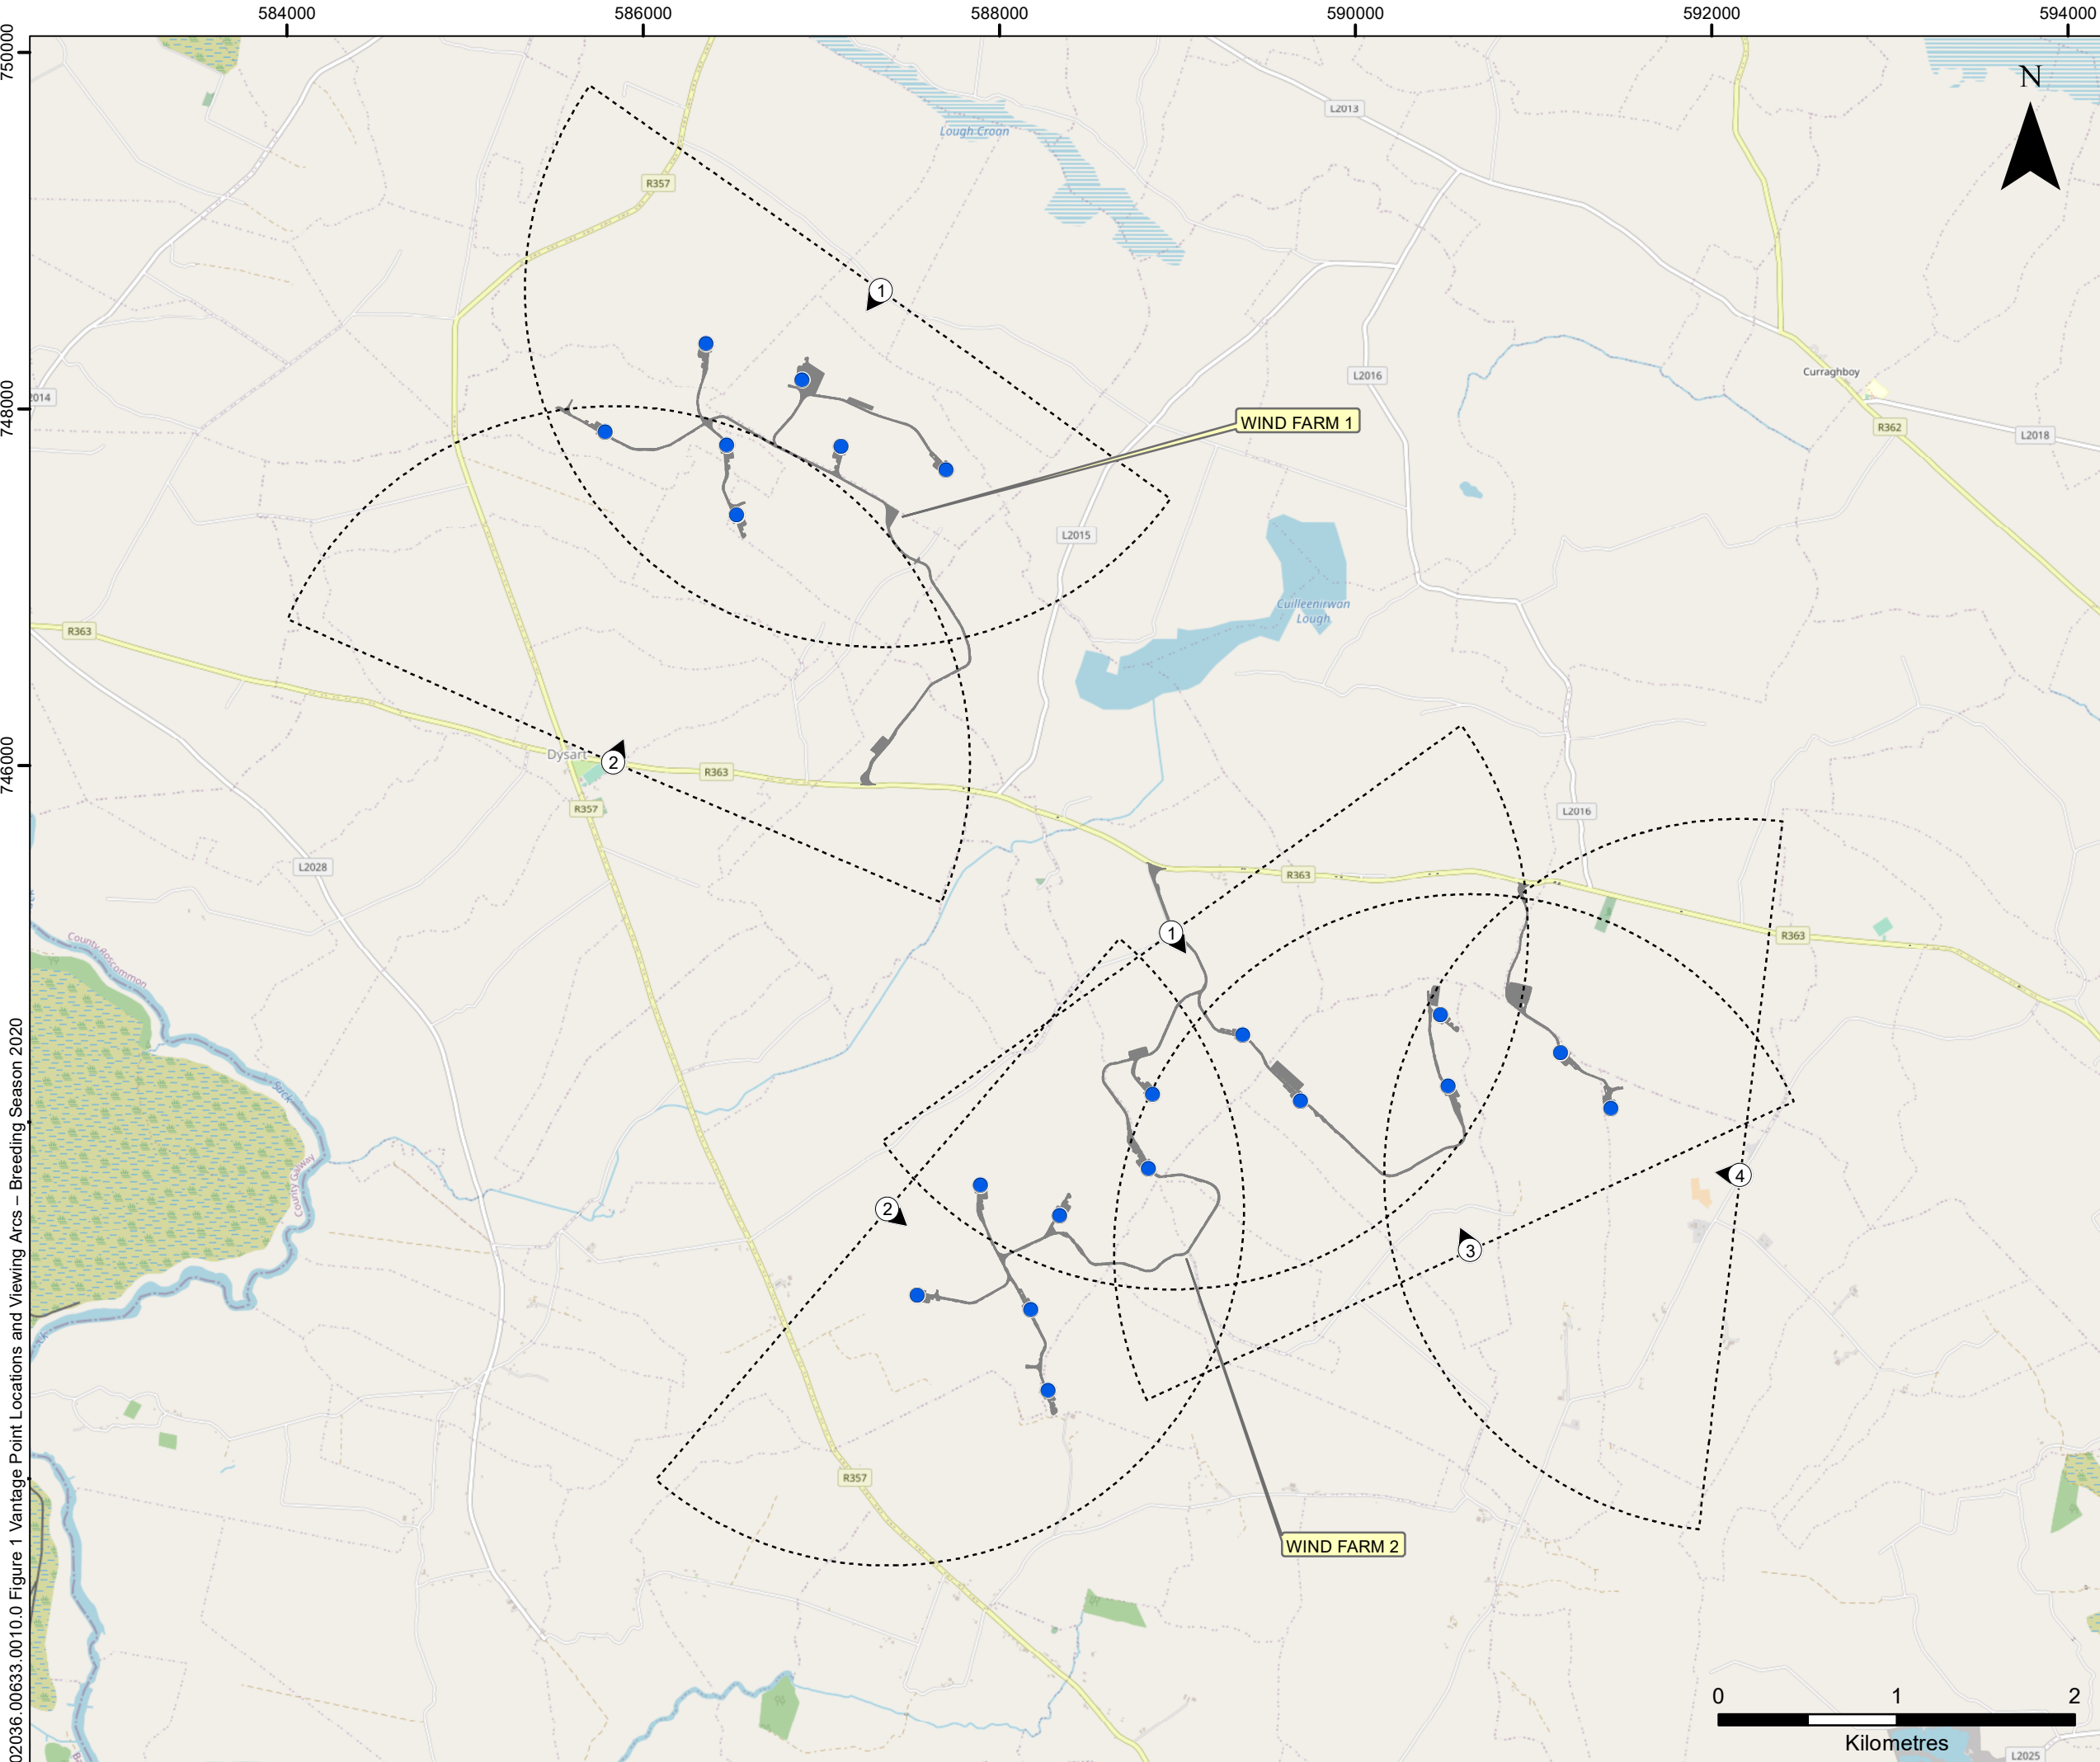 584000
586000
588000
590000
592000
594000
750000
748000
746000
N
L2013
Lough Croan
R357
L2016
Curraghboy
2014
WIND FARM 1
R362
L2018
1
L2015
Cuilleenirwan
Lough
R363
Dysart
2
R363
R357
L2016
L2028
R363
R363
1
County Roscommon
Suck
County Galway
4
2
3
R357
WIND FARM 2
02036.00633.0010.0 Figure 1 Vantage Point Locations and Viewing Arcs – Breeding Season 2020
0
1
2
Kilometres
L2025